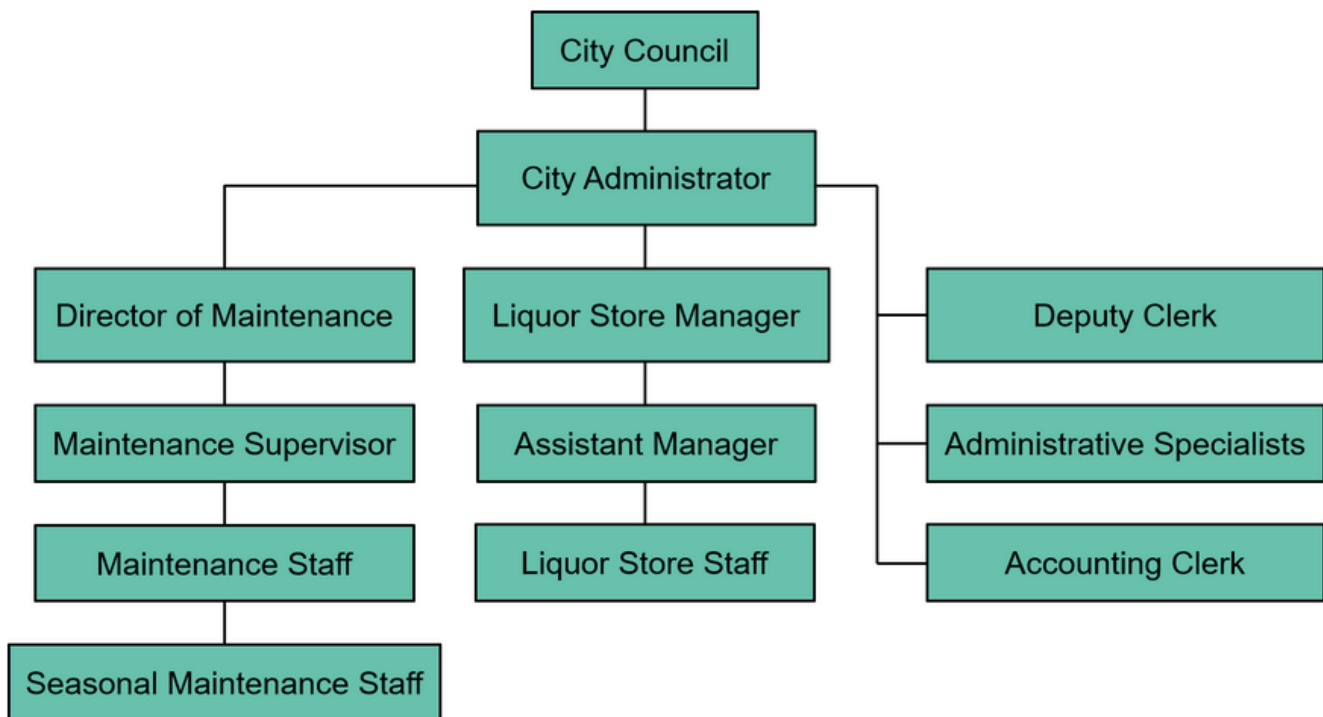 City Council
City Administrator
Director of Maintenance
Liquor Store Manager
Deputy Clerk
Maintenance Supervisor
Assistant Manager
Administrative Specialists
Maintenance Staff
Liquor Store Staff
Accounting Clerk
Seasonal Maintenance Staff